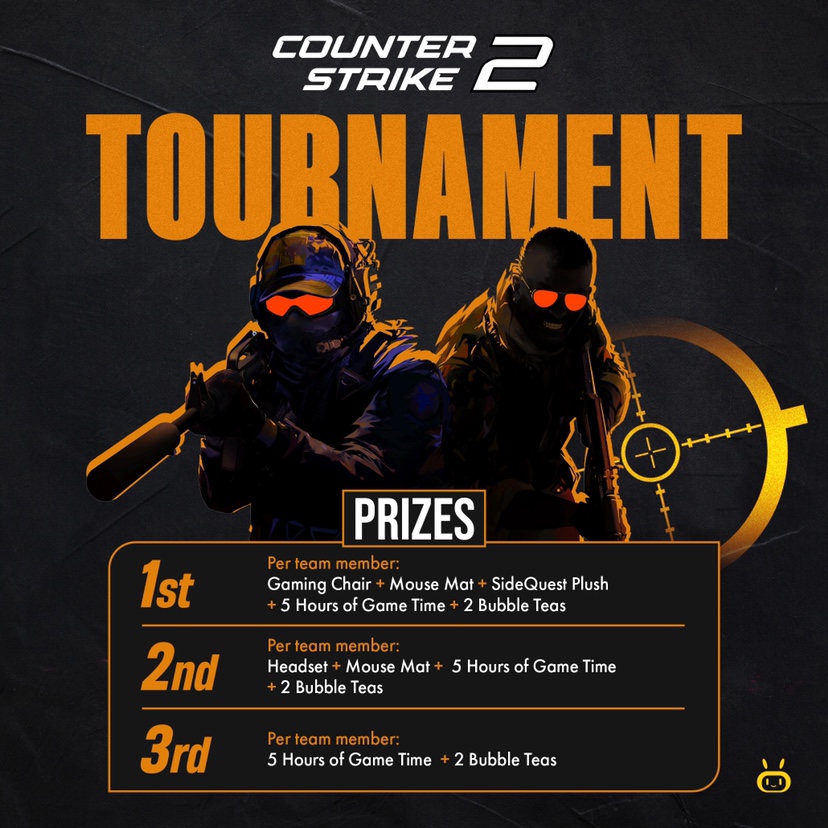 COUNTER
STRIKE 2
TOURNAMENT
PRIZES
1st
Per team member:
Gaming Chair + Mouse Mat + SideQuest Plush
+ 5 Hours of Game Time + 2 Bubble Teas
2nd
Per team member:
Headset + Mouse Mat + 5 Hours of Game Time
+ 2 Bubble Teas
3rd
Per team member:
5 Hours of Game Time + 2 Bubble Teas